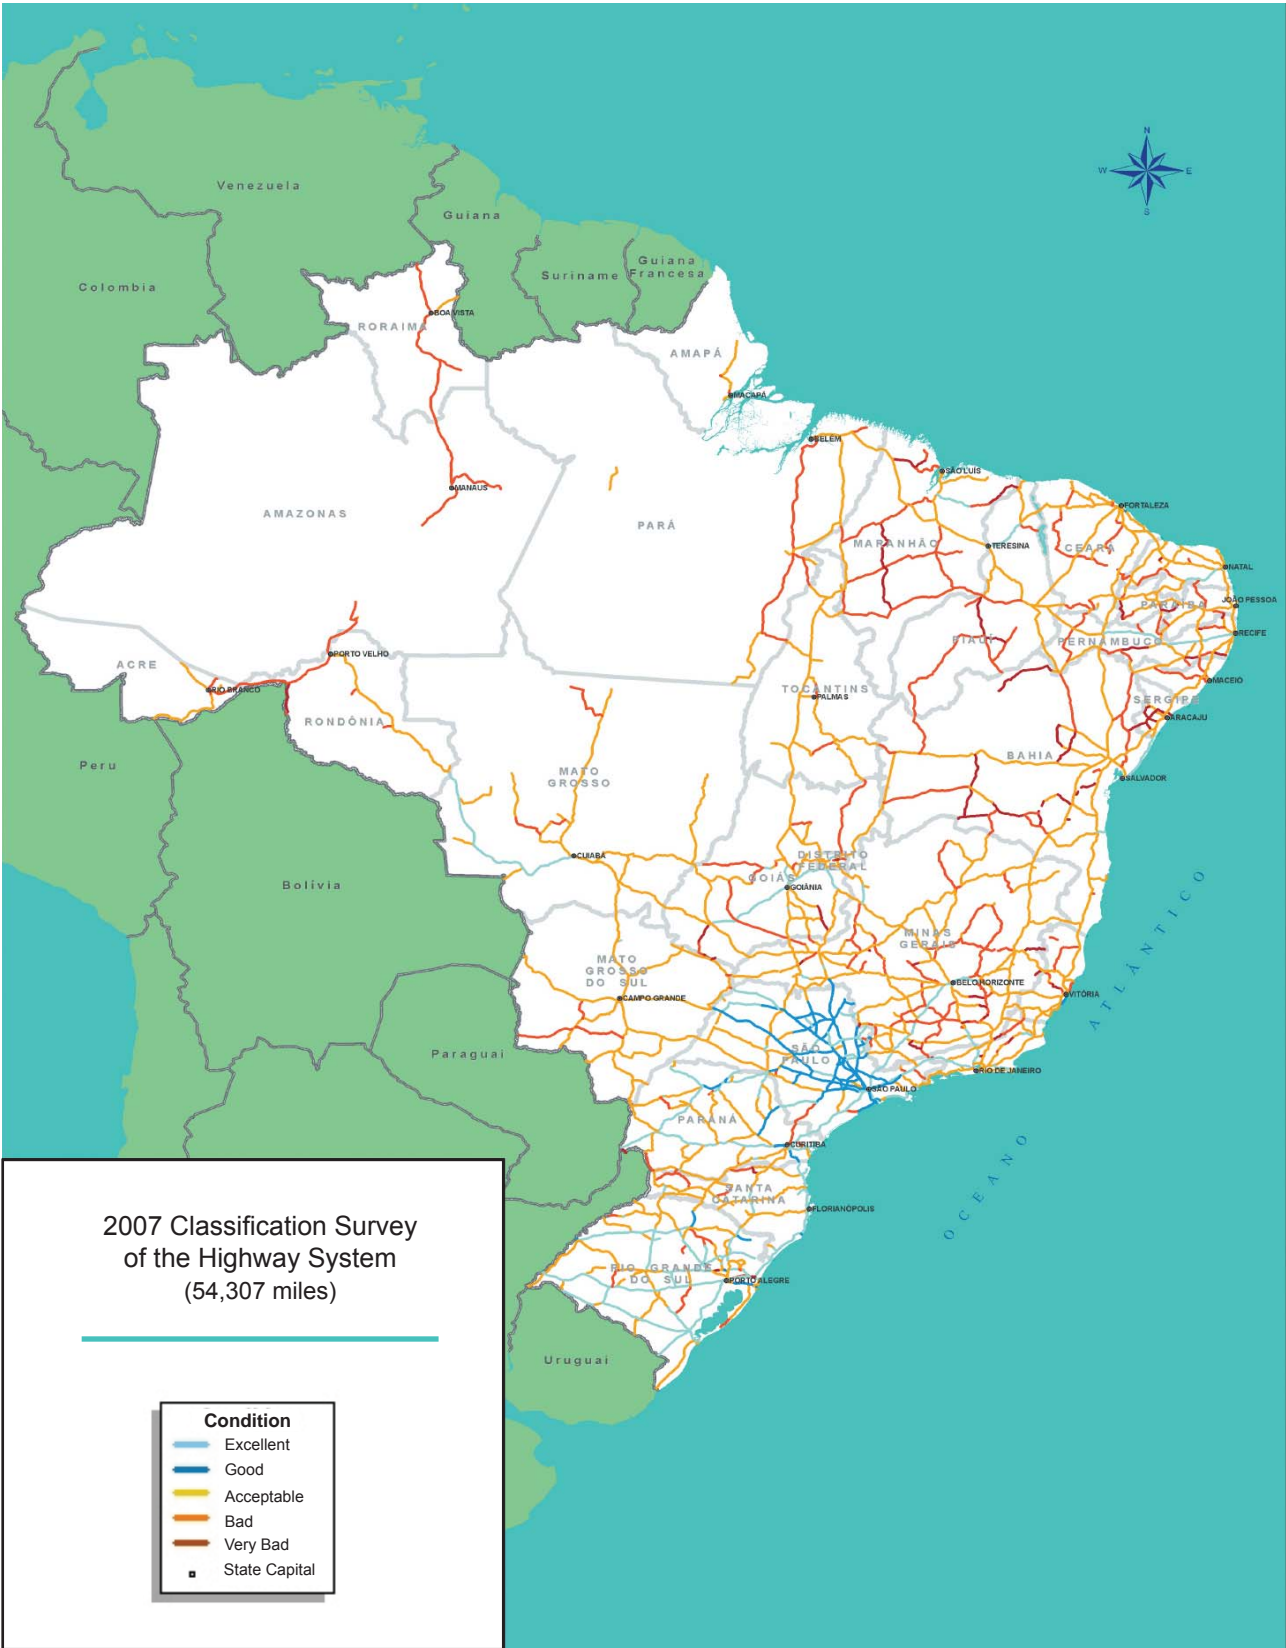 N
W
E
S
Venezuela
Guiana
Guiana
Francesa
Suriname
Colombia
BOA VISTA
RORAIMA
AMAPÁ
MACAPÁ
BELÉM
SÃO LUÍS
MANAUS
FORTALEZA
AMAZONAS
PARÁ
MARANHÃO
TERESINA
CEARÁ
NATAL
JOÃO PESSOA
PARAÍBA
RECIFE
PIAUÍ
PERNAMBUCO
PORTO VELHO
ACRE
RIO BRANCO
MACEIÓ
TOCANTINS
PALMAS
SERGIPE
ARACAJU
RONDÔNIA
BAHIA
Peru
MATO
GROSSO
SALVADOR
CUIABÁ
DISTRITO
FEDERAL
GOIÁS
GOIÂNIA
Bolívia
MINAS
GERAIS
MATO
GROSSO
DO SUL
BELO HORIZONTE
VITÓRIA
CAMPO GRANDE
OCEANO ATLÂNTICO
Paraguai
SÃO
PAULO
RIO DE JANEIRO
SÃO PAULO
PARANÁ
CURITIBA
SANTA
CATARINA
FLORIANÓPOLIS
RIO GRANDE
DO SUL
PORTO ALEGRE
Uruguai
2007 Classification Survey
of the Highway System
(54,307 miles)
Condition
Excellent
Good
Acceptable
Bad
Very Bad
State Capital